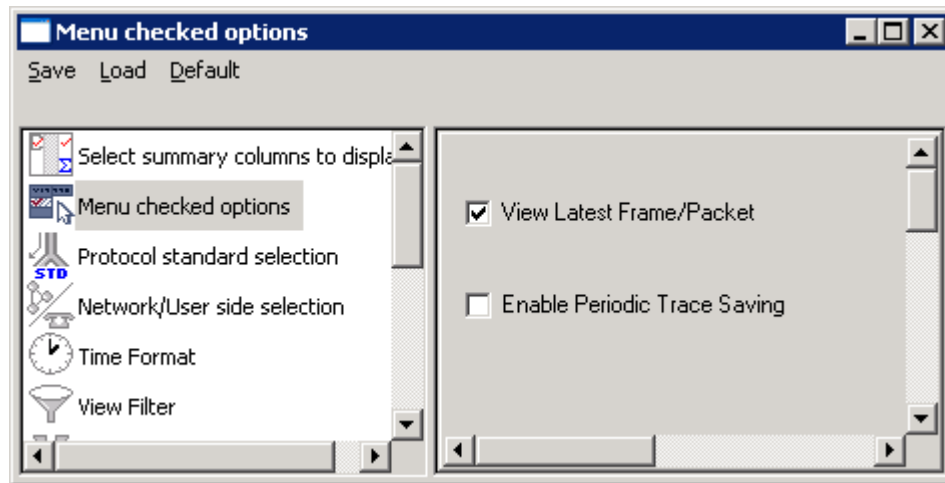 Menu checked options
Save Load Default
Select summary columns to displa
Menu checked options
Protocol standard selection
STD
Network/User side selection
Time Format
View Filter
View Latest Frame/Packet
Enable Periodic Trace Saving